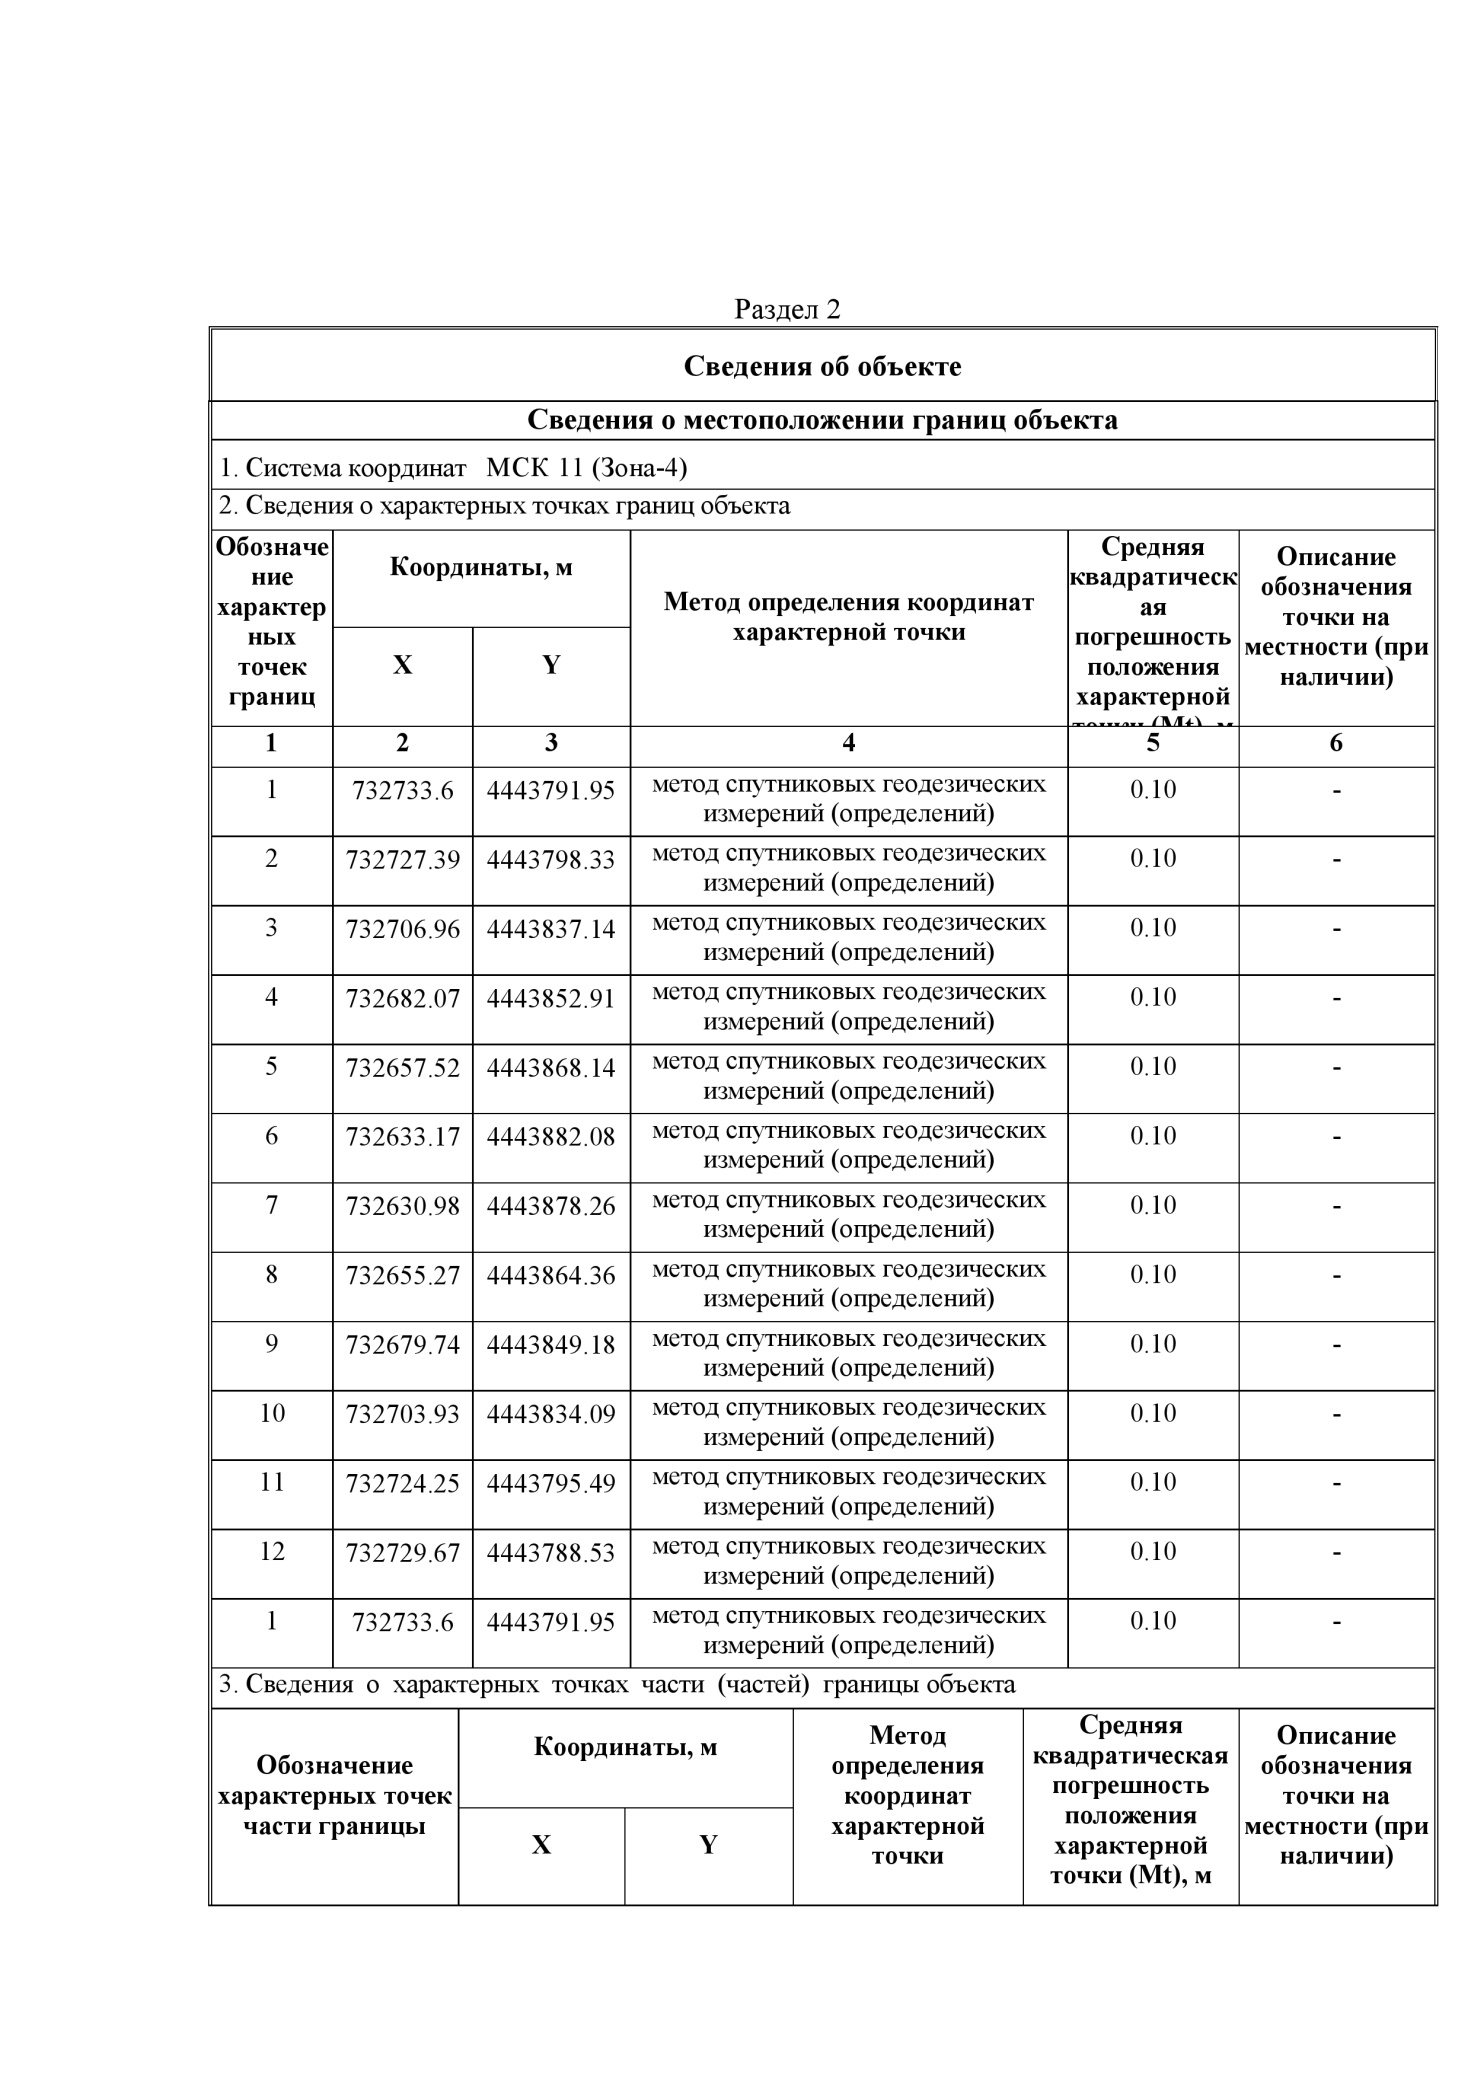 Раздел 2
Сведения об объекте
Сведения о местоположении границ объекта
1. Система координат МСК 11 (Зона-4)
2. Сведения о характерных точках границ объекта
Обозначе
ние
характер
ных
точек
границ
Координаты, м
X
Y
Метод определения координат
характерной точки
Средняя
квадратическ
ая
погрешность
положения
характерной
точки (Mt), м
Описание
обозначения
точки на
местности (при
наличии)
1 2 3 4 5 6
1 732733.6 4443791.95 метод спутниковых геодезических 0.10 -
измерений (определений)
2 732727.39 4443798.33 метод спутниковых геодезических 0.10 -
измерений (определений)
3 732706.96 4443837.14 метод спутниковых геодезических 0.10 -
измерений (определений)
4 732682.07 4443852.91 метод спутниковых геодезических 0.10 -
измерений (определений)
5 732657.52 4443868.14 метод спутниковых геодезических 0.10 -
измерений (определений)
6 732633.17 4443882.08 метод спутниковых геодезических 0.10 -
измерений (определений)
7 732630.98 4443878.26 метод спутниковых геодезических 0.10 -
измерений (определений)
8 732655.27 4443864.36 метод спутниковых геодезических 0.10 -
измерений (определений)
9 732679.74 4443849.18 метод спутниковых геодезических 0.10 -
измерений (определений)
10 732703.93 4443834.09 метод спутниковых геодезических 0.10 -
измерений (определений)
11 732724.25 4443795.49 метод спутниковых геодезических 0.10 -
измерений (определений)
12 732729.67 4443788.53 метод спутниковых геодезических 0.10 -
измерений (определений)
1 732733.6 4443791.95 метод спутниковых геодезических 0.10 -
измерений (определений)
3. Сведения о характерных точках части (частей) границы объекта
Обозначение
характерных точек
части границы
Координаты, м
X
Y
Метод
определения
координат
характерной
точки
Средняя
квадратическая
погрешность
положения
характерной
точки (Mt), м
Описание
обозначения
точки на
местности (при
наличии)